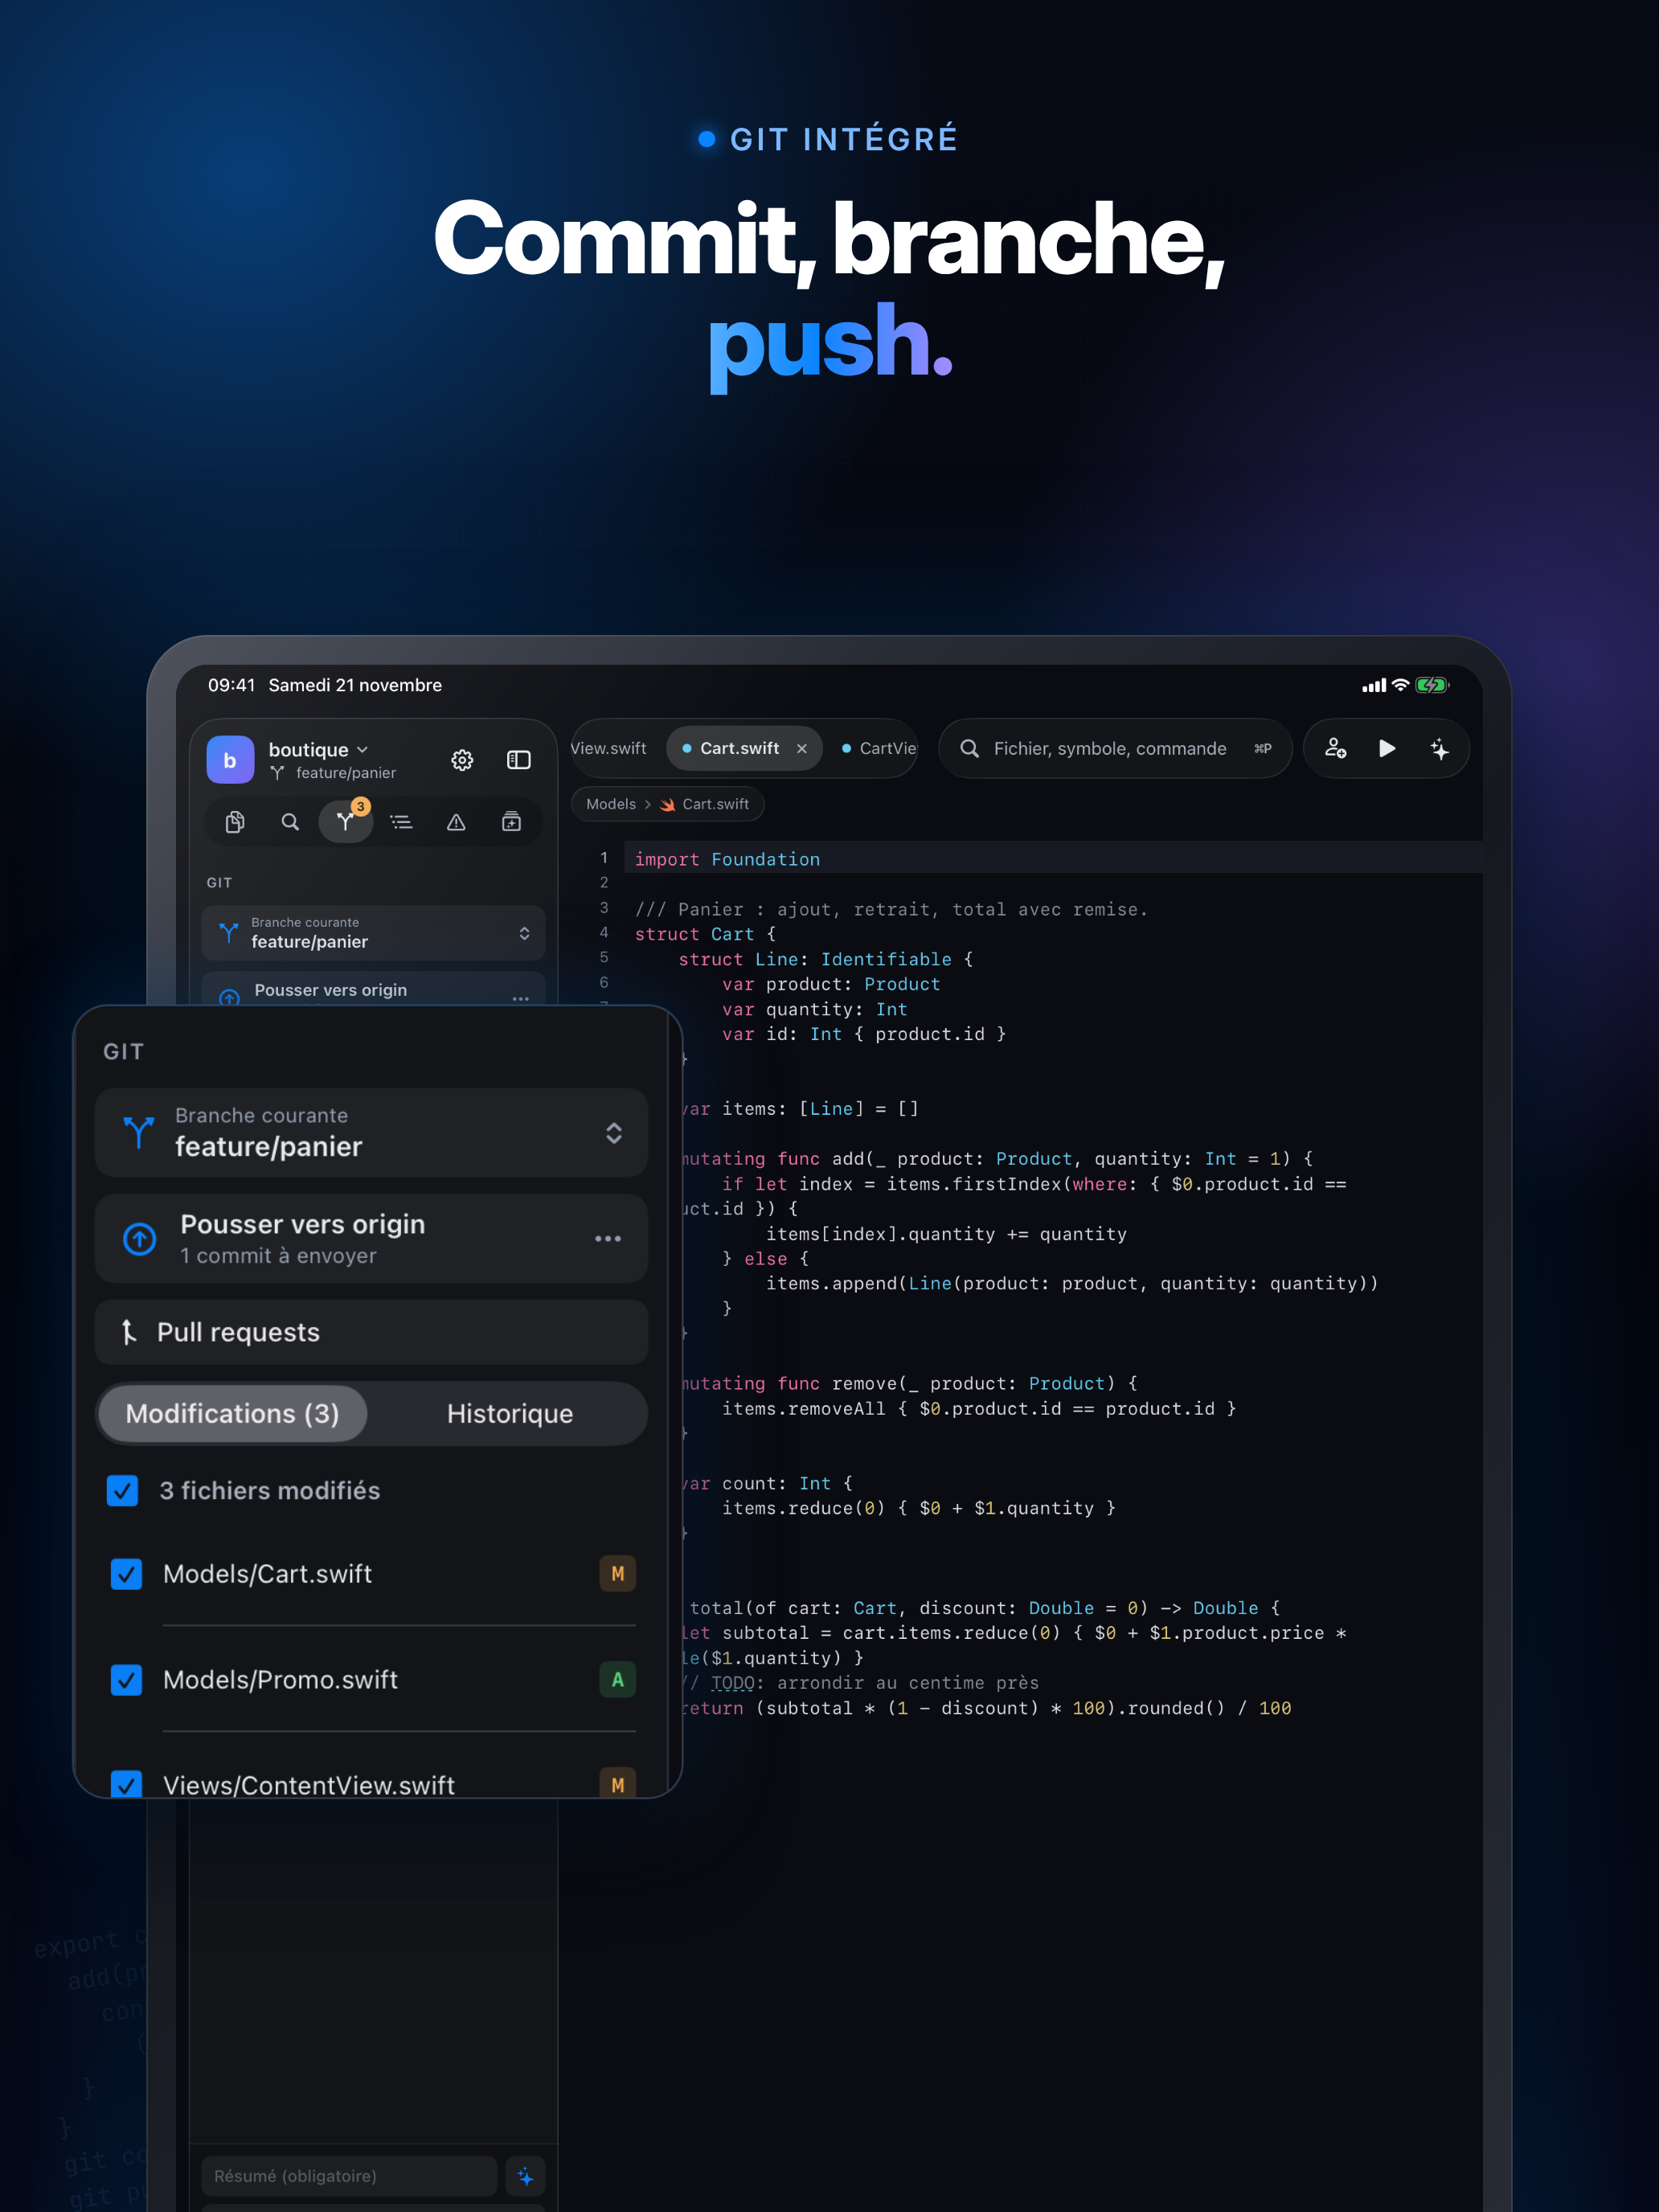 GIT INTÉGRÉ
Commit, branche,
push.
09:41 Samedi 21 novembre
boutique
feature/panier
View.swift
Cart.swift
CartVie
Fichier, symbole, commande ⌘P
3
Models > Cart.swift
GIT
Branche courante
feature/panier
Pousser vers origin
GIT
Branche courante
feature/panier
Pousser vers origin
1 commit à envoyer
Pull requests
Modifications (3)
Historique
3 fichiers modifiés
Models/Cart.swift M
Models/Promo.swift A
Views/ContentView.swift M
1 import Foundation
2
3 /// Panier : ajout, retrait, total avec remise.
4 struct Cart {
5 struct Line: Identifiable {
6 var product: Product
var quantity: Int
var id: Int { product.id }
}
var items: [Line] = []
mutating func add(_ product: Product, quantity: Int = 1) {
if let index = items.firstIndex(where: { $0.product.id ==
uct.id }) {
items[index].quantity += quantity
} else {
items.append(Line(product: product, quantity: quantity))
}
}
mutating func remove(_ product: Product) {
items.removeAll { $0.product.id == product.id }
}
var count: Int {
items.reduce(0) { $0 + $1.quantity }
}
total(of cart: Cart, discount: Double = 0) -> Double {
let subtotal = cart.items.reduce(0) { $0 + $1.product.price *
le($1.quantity) }
// TODO: arrondir au centime près
return (subtotal * (1 - discount) * 100).rounded() / 100
export c
add(pr
con
(
}
}
git co
git pu
Résumé (obligatoire)